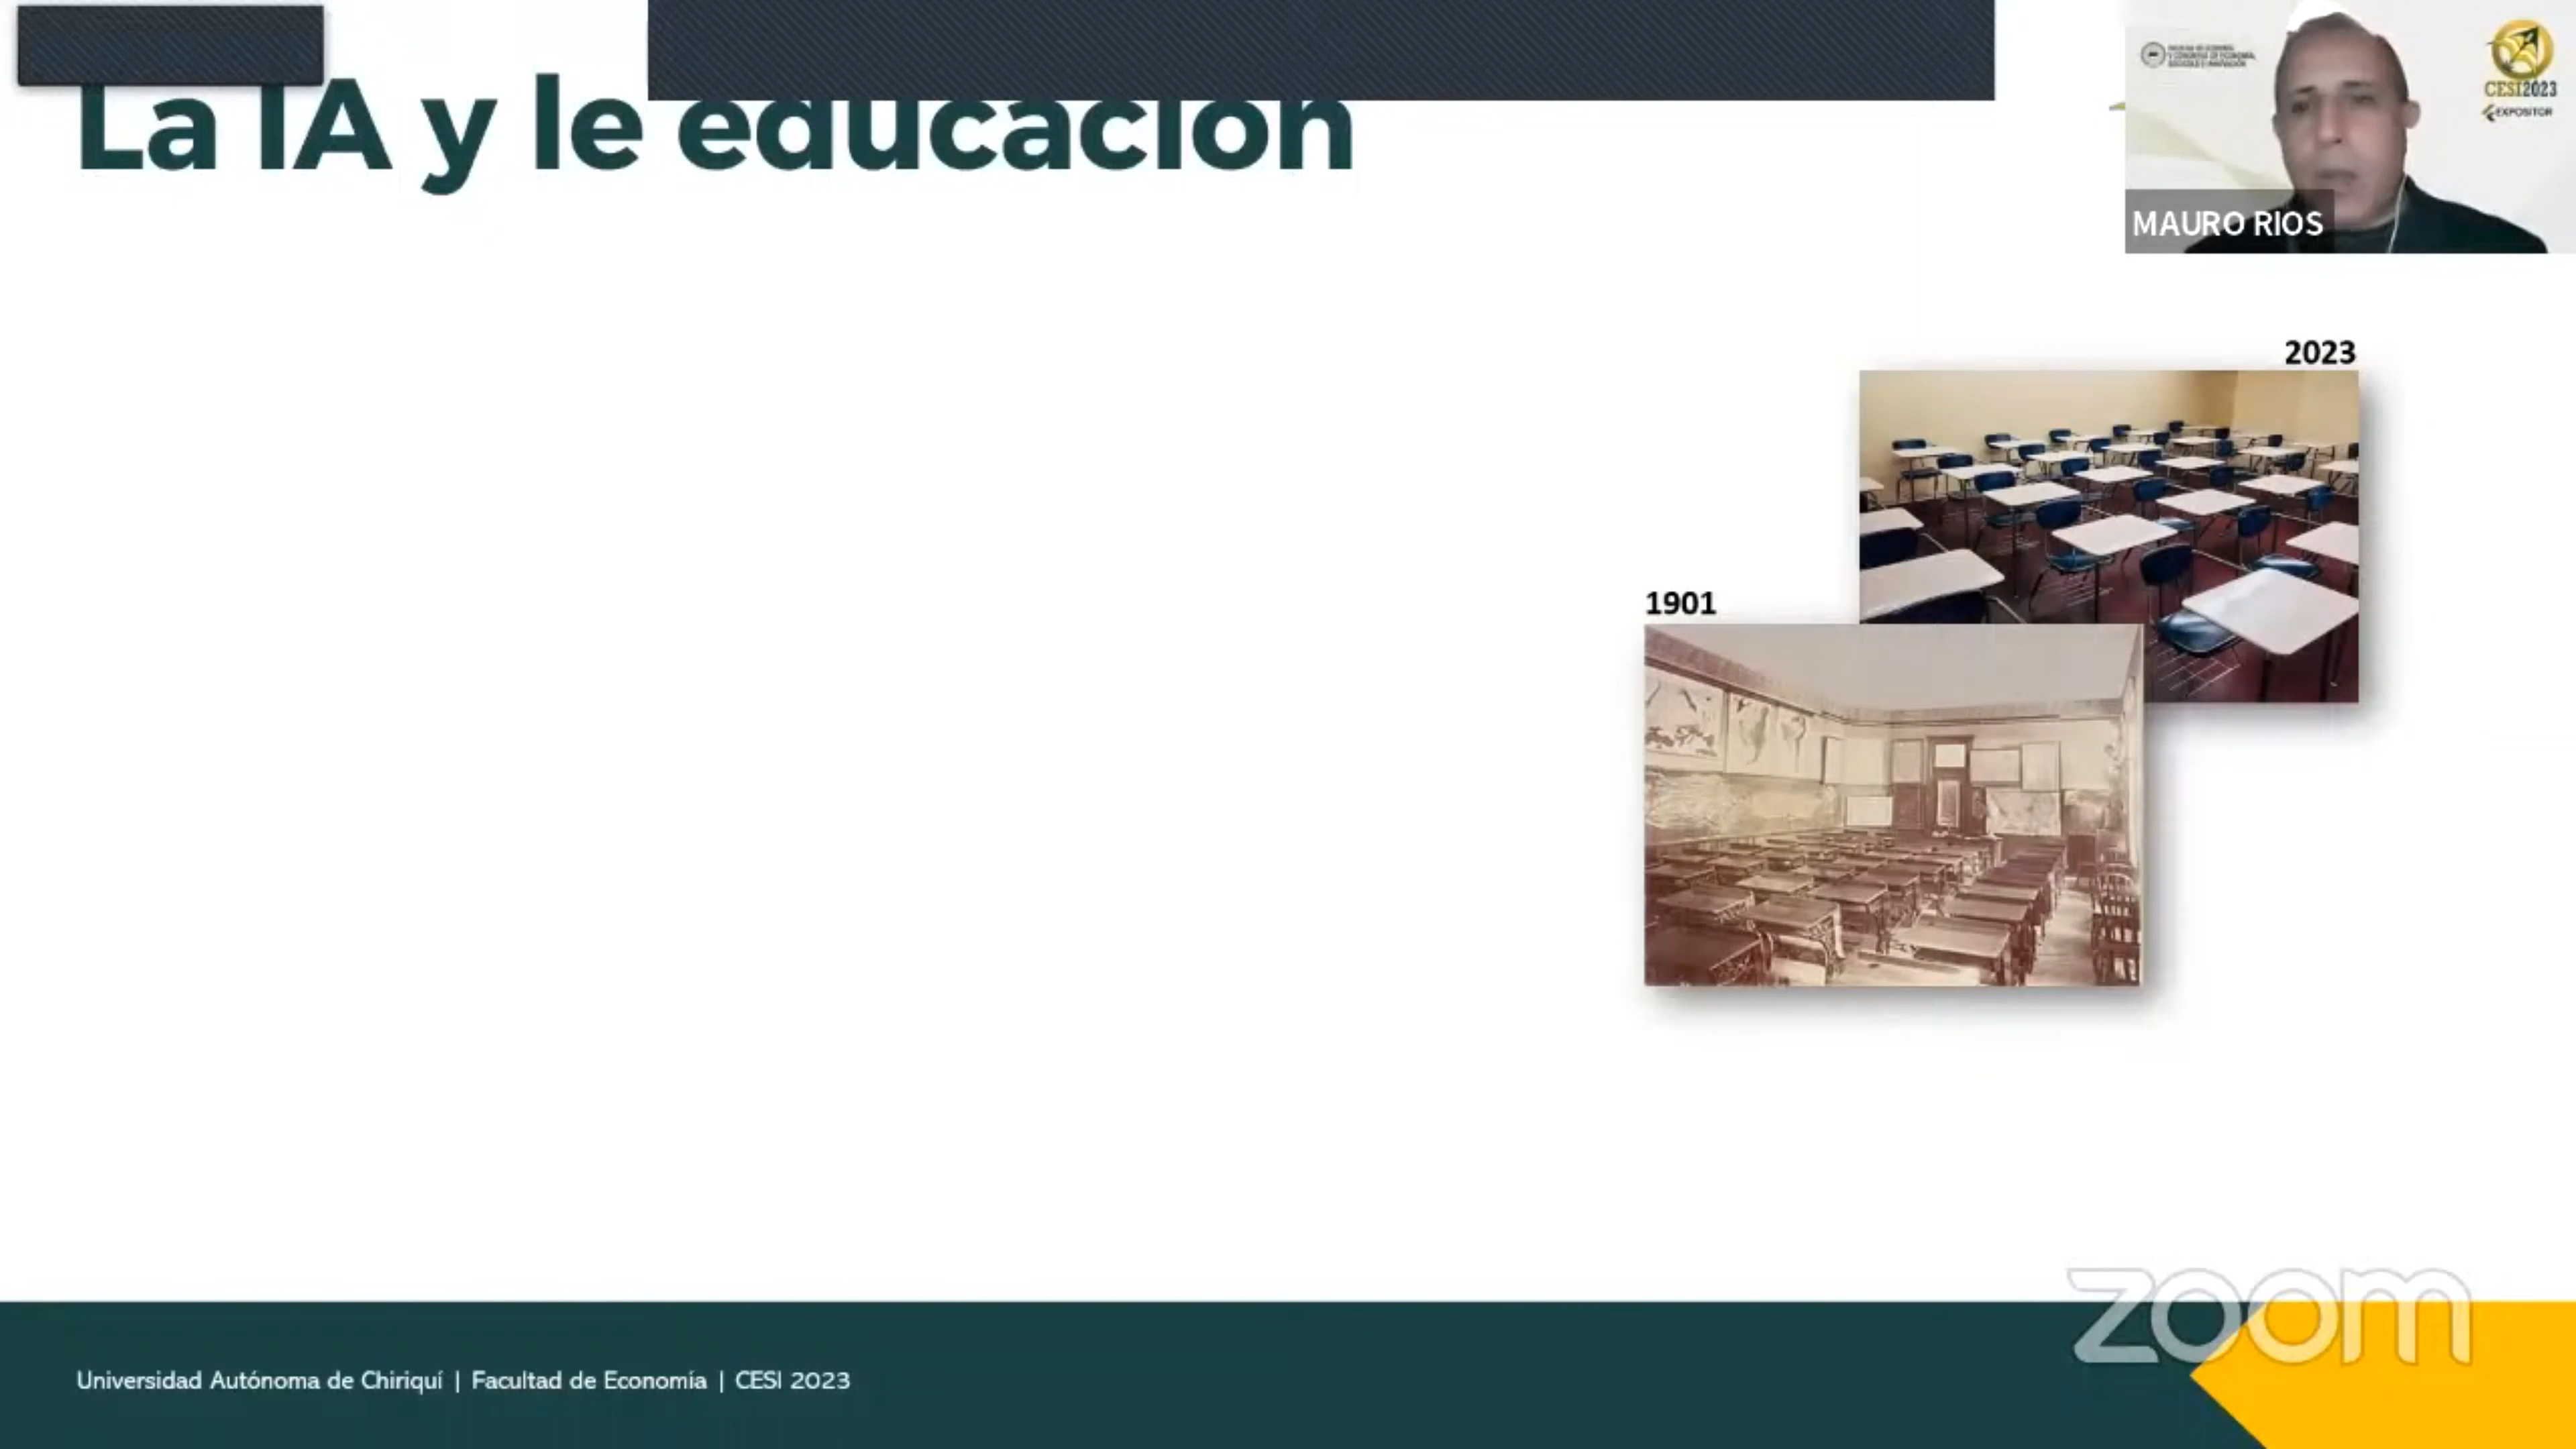 La IA y le educación
CESI2023
EXPOSITOR
MAURO RIOS
2023
1901
zoom
Universidad Autónoma de Chiriquí | Facultad de Economía | CESI 2023